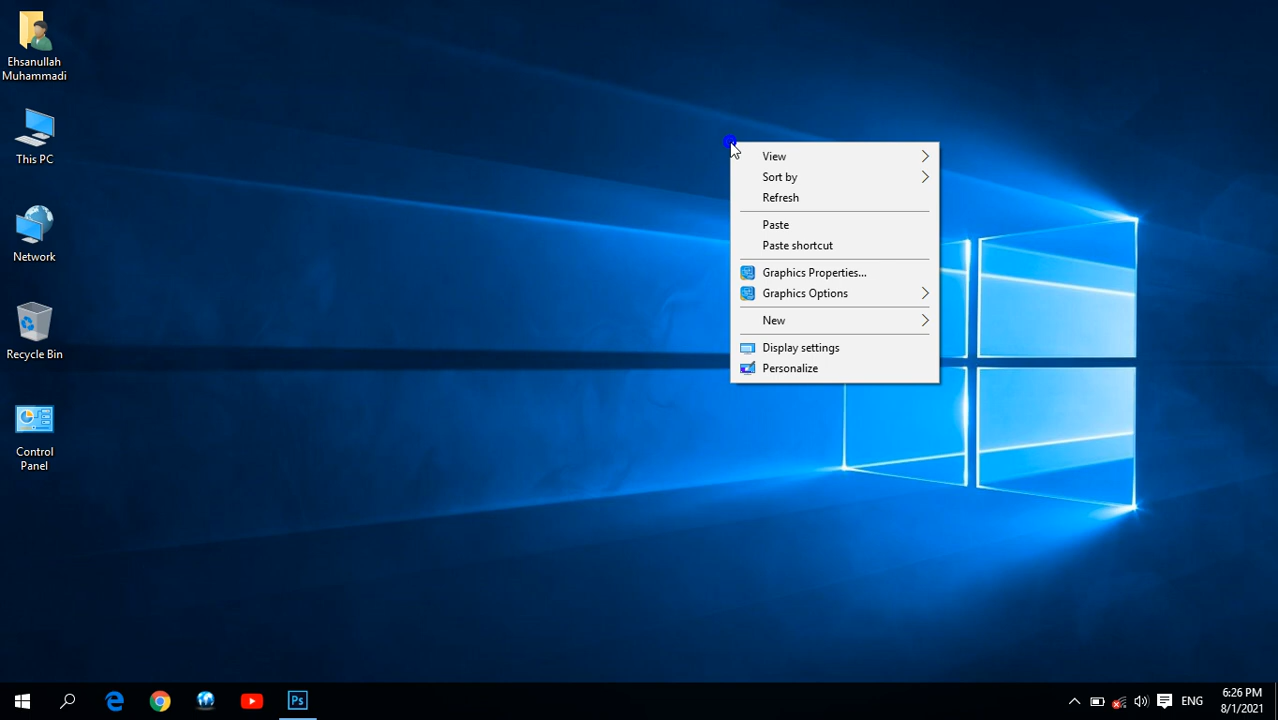 Ehsanullah
Muhammadi
This PC
Network
Recycle Bin
Control
Panel
View
Sort by
Refresh
Paste
Paste shortcut
Graphics Properties...
Graphics Options
New
Display settings
Personalize
Ps
ENG
6:26 PM
8/1/2021